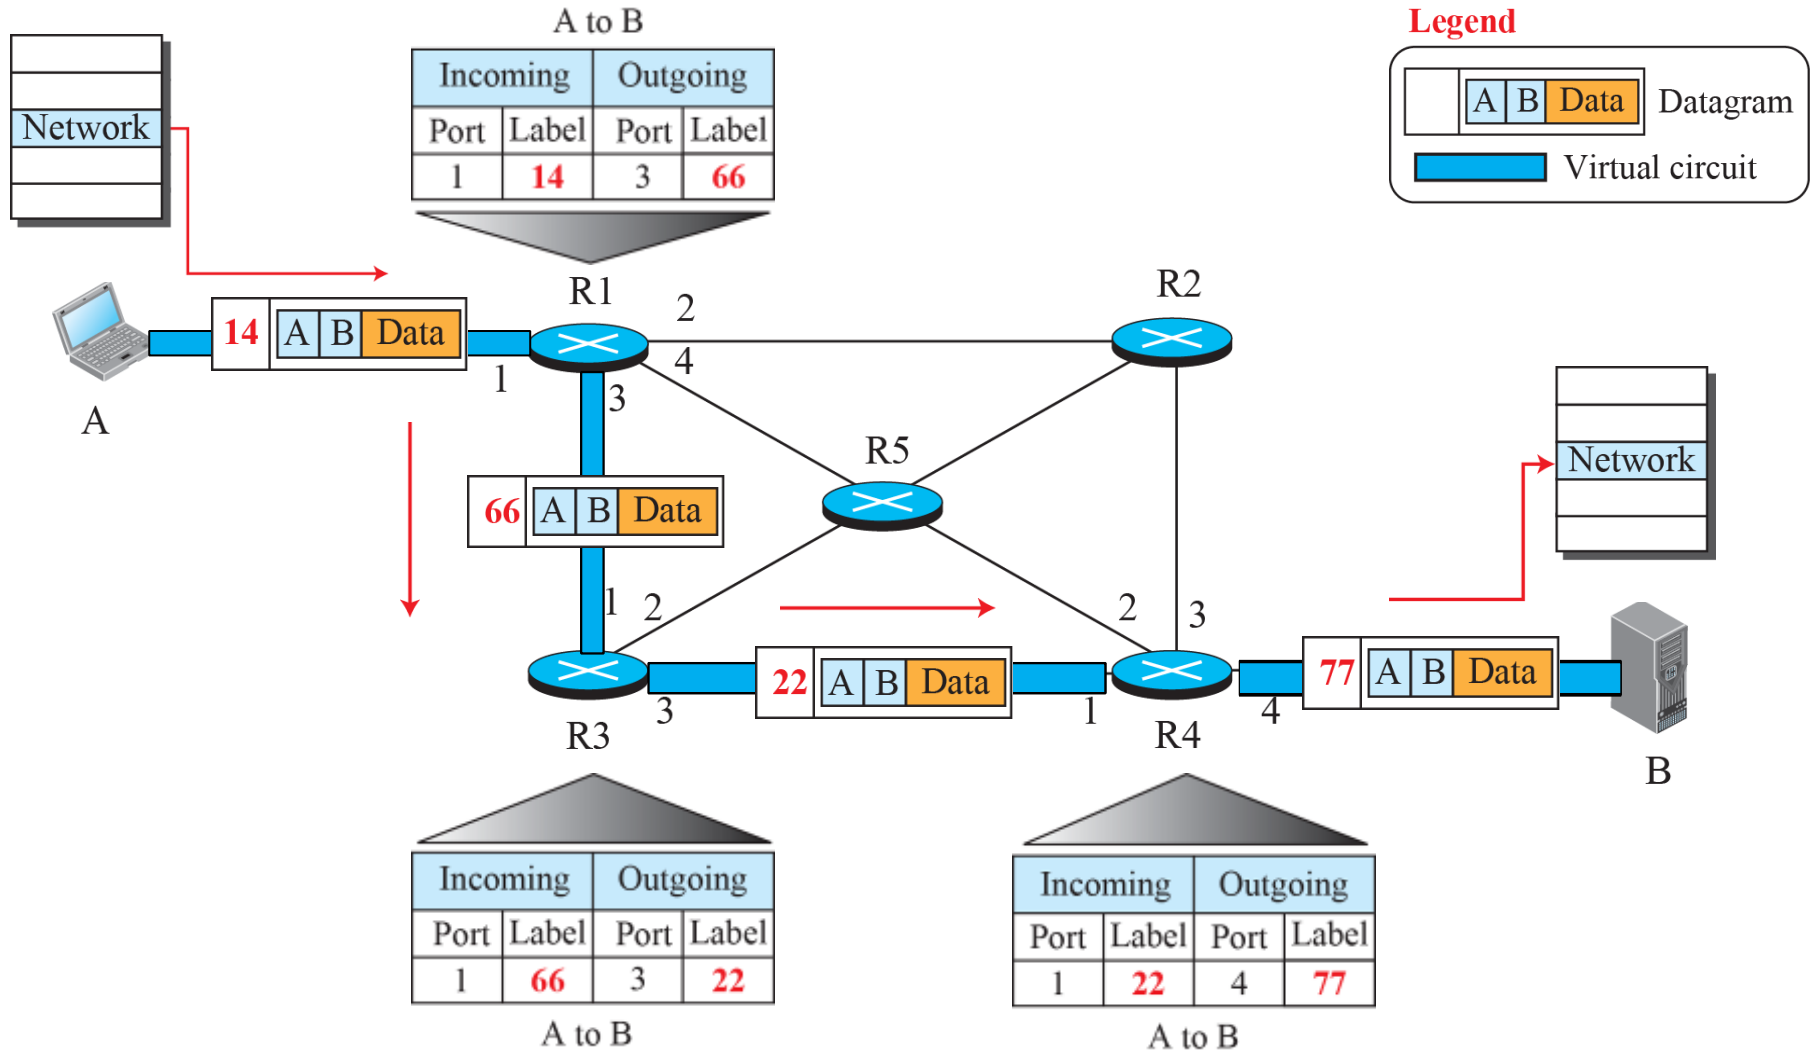 A to B
Incoming Outgoing
Port Label Port Label
1 14 3 66
Legend
A B Data Datagram
Virtual circuit
Network
R1
R2
14 A B Data
1
2
4
3
A
R5
66 A B Data
1
2
Network
2
3
R3
3
22 A B Data
1
R4
4
77 A B Data
B
Incoming Outgoing
Port Label Port Label
1 66 3 22
A to B
Incoming Outgoing
Port Label Port Label
1 22 4 77
A to B